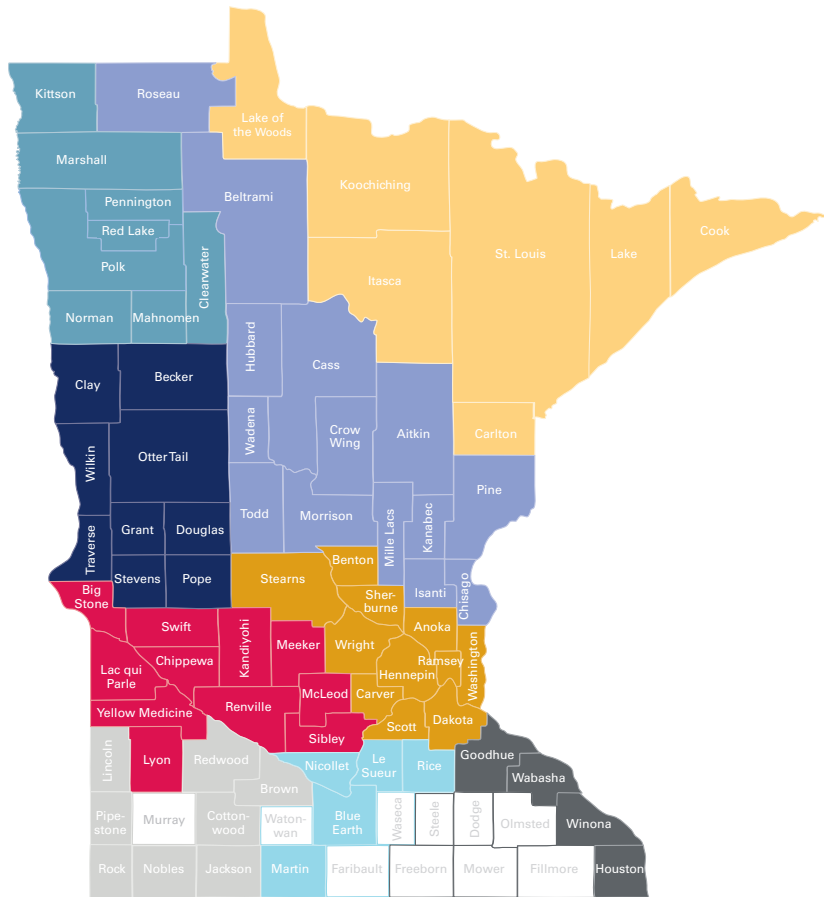 Kittson
Roseau
Lake of
the Woods
Marshall
Koochiching
Beltrami
Pennington
Red Lake
Cook
St. Louis
Lake
Polk
Clearwater
Itasca
Norman
Mahnomen
Hubbard
Cass
Clay
Becker
Wadena
Crow
Wing
Aitkin
Carlton
Wilkin
Otter Tail
Pine
Todd
Morrison
Mille Lacs
Kanabec
Grant
Douglas
Traverse
Stevens
Pope
Stearns
Benton
Isanti
Chisago
Big
Stone
Sher-
burne
Swift
Kandiyohi
Meeker
Wright
Anoka
Washington
Chippewa
Ramsey
Hennepin
Lac qui
Parle
McLeod
Carver
Renville
Yellow Medicine
Scott
Dakota
Sibley
Lincoln
Lyon
Redwood
Nicollet
Le
Sueur
Rice
Goodhue
Wabasha
Brown
Pipe-
stone
Murray
Cotton-
wood
Waton-
wan
Blue
Earth
Waseca
Steele
Dodge
Olmsted
Winona
Rock
Nobles
Jackson
Martin
Faribault
Freeborn
Mower
Fillmore
Houston